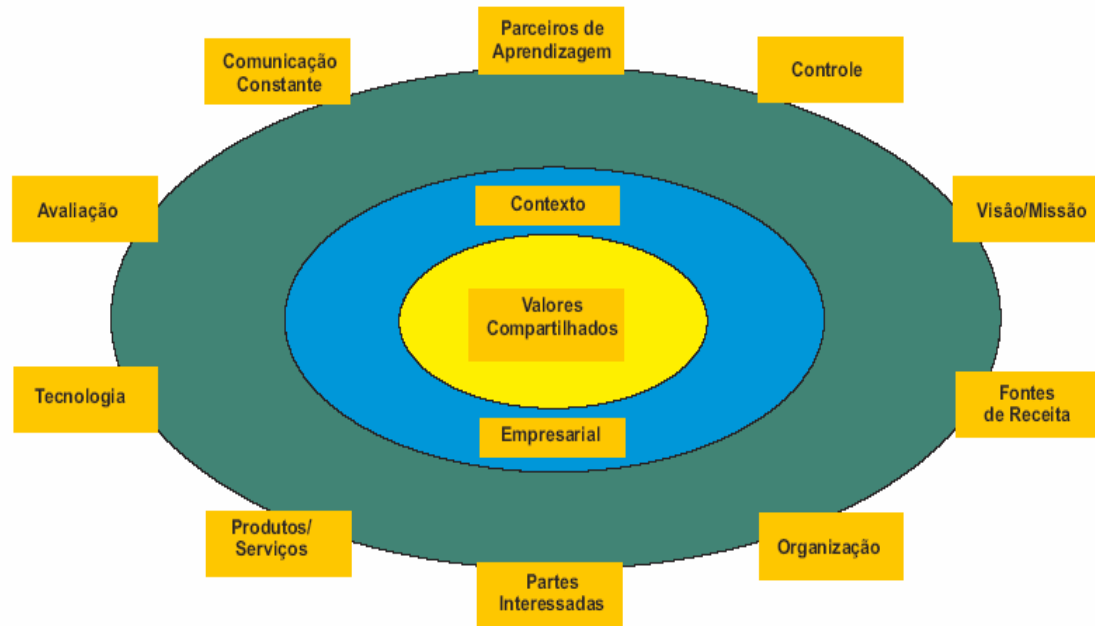 Parceiros de
Aprendizagem
Comunicação
Constante
Controle
Avaliação
Contexto
Visâo/Missão
Valores
Compartilhados
Tecnologia
Fontes
de Receita
Empresarial
Produtos/
Serviços
Organização
Partes
Interessadas